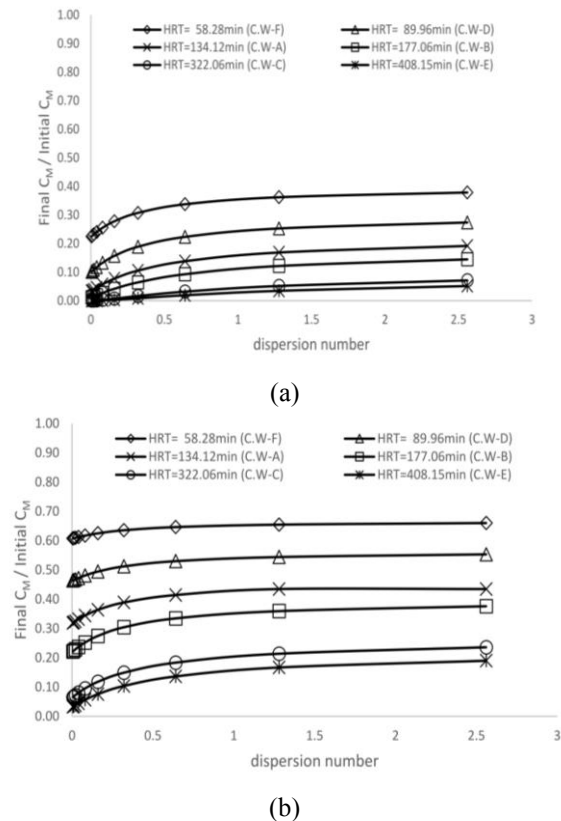 1.00
0.90
0.80
0.70
0.60
0.50
0.40
0.30
0.20
0.10
0.00
Final C_M / Initial C_M
HRT= 58.28min (C.W-F)
HRT= 89.96min (C.W-D)
HRT=134.12min (C.W-A)
HRT=177.06min (C.W-B)
HRT=322.06min (C.W-C)
HRT=408.15min (C.W-E)
0 0.5 1 1.5 2 2.5 3
dispersion number
(a)
1.00
0.90
0.80
0.70
0.60
0.50
0.40
0.30
0.20
0.10
0.00
Final C_M / Initial C_M
HRT= 58.28min (C.W-F)
HRT= 89.96min (C.W-D)
HRT=134.12min (C.W-A)
HRT=177.06min (C.W-B)
HRT=322.06min (C.W-C)
HRT=408.15min (C.W-E)
0 0.5 1 1.5 2 2.5 3
dispersion number
(b)